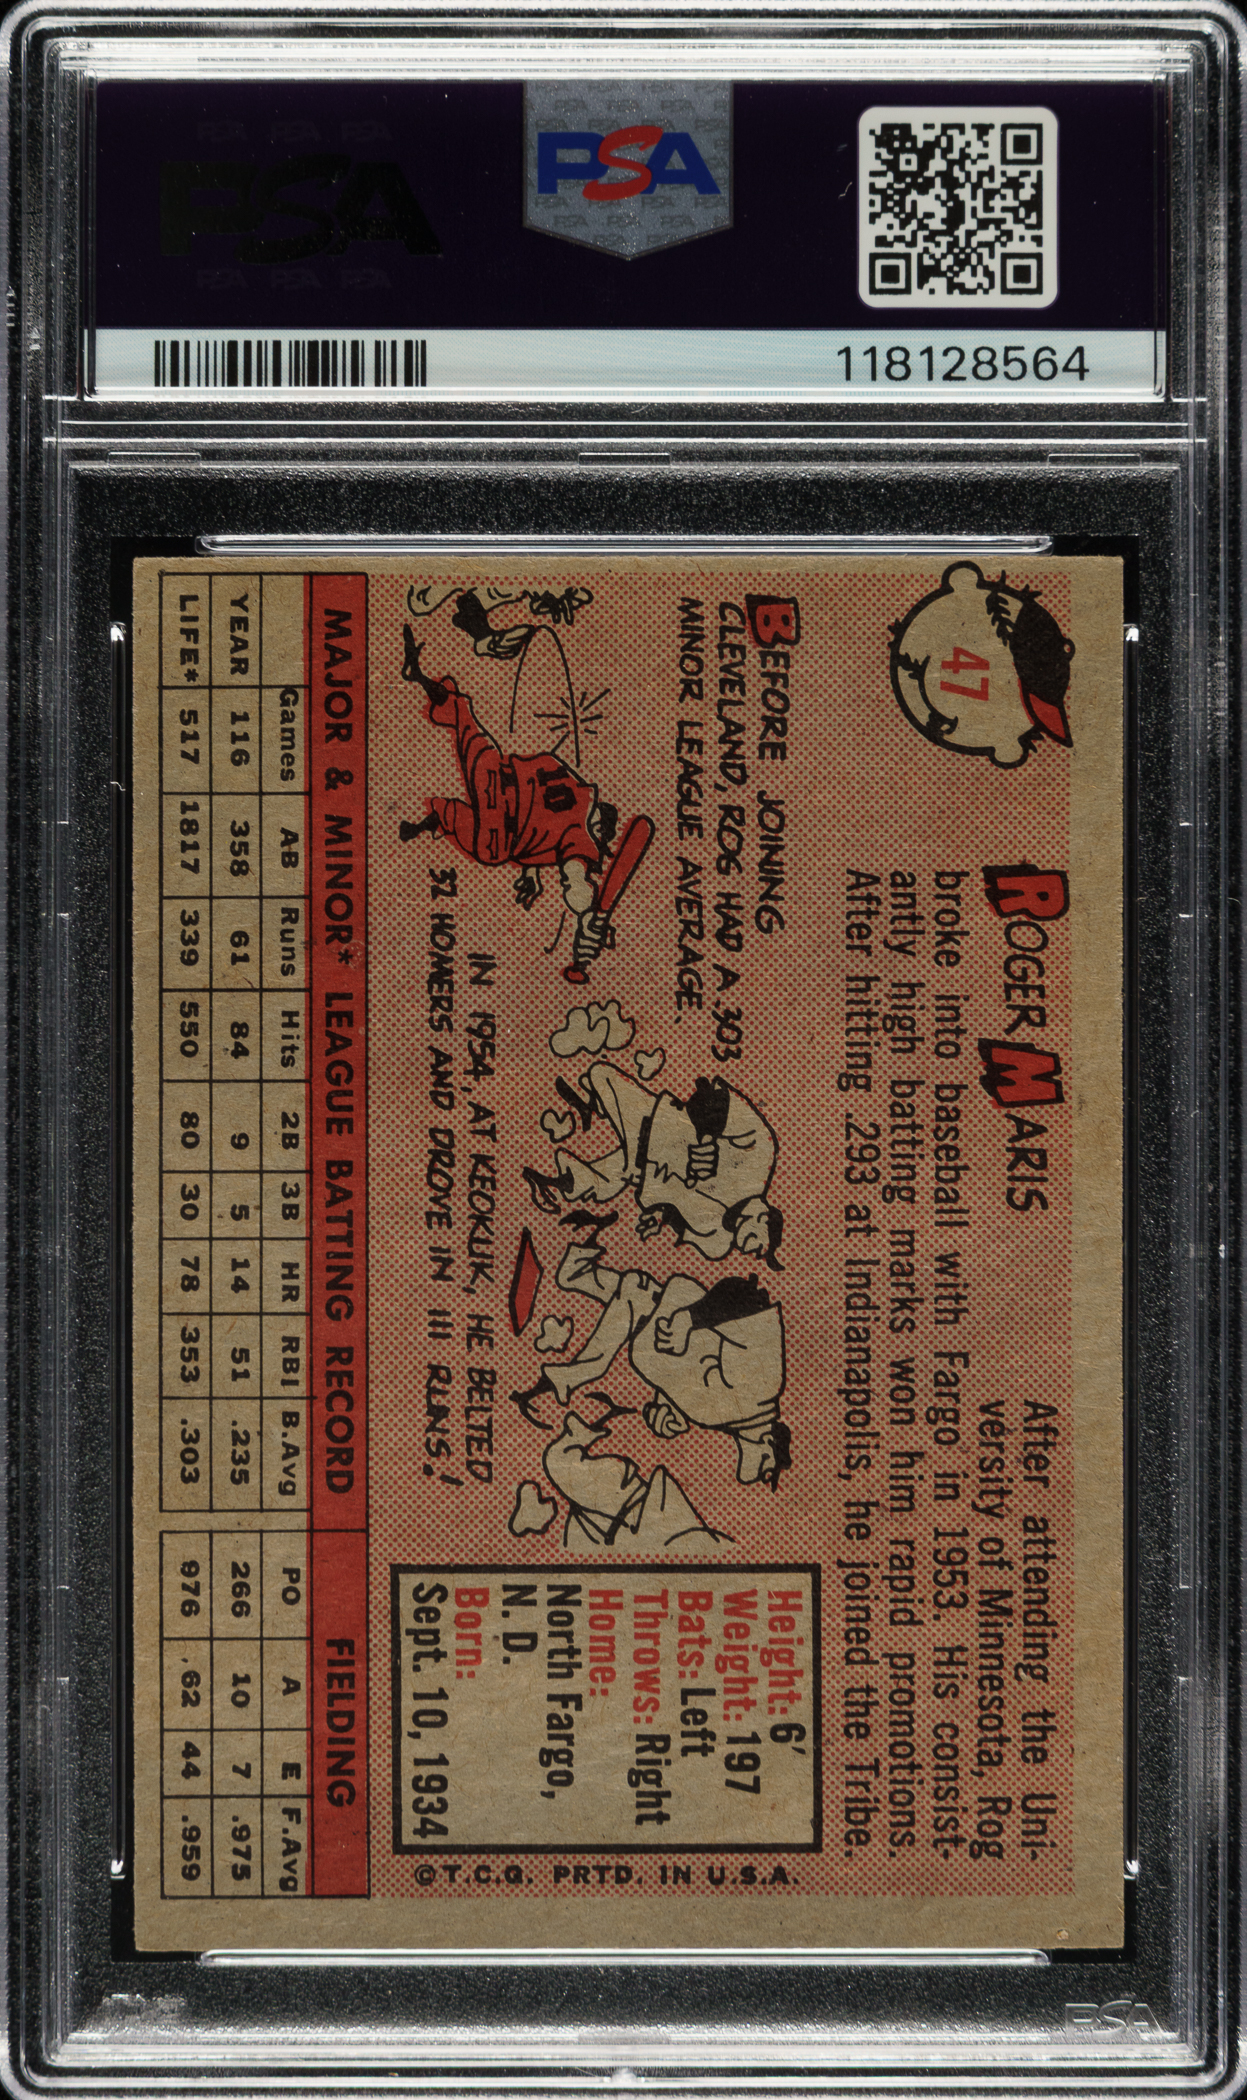 PSA
PSA
118128564
47
ROGER MARIS
After attending the Uni-
versity of Minnesota, Rog
broke into baseball with Fargo in 1953. His consist-
antly high batting marks won him rapid promotions.
After hitting .293 at Indianapolis, he joined the Tribe.
BEFORE JOINING
CLEVELAND, ROG HAD A .303
MINOR LEAGUE AVERAGE.
10
IN 1954, AT KEOKUK, HE BELTED
32 HOMERS AND DROVE IN 111 RUNS!
Height: 6'
Weight: 197
Bats: Left
Throws: Right
Home:
North Fargo,
N. D.
Born:
Sept. 10, 1934
©T.C.G. PRTD. IN U.S.A.
MAJOR & MINOR* LEAGUE BATTING RECORD FIELDING
Games AB Runs Hits 2B 3B HR RBI B.Avg PO A E F.Avg
YEAR 116 358 61 84 9 5 14 51 .235 266 10 7 .975
LIFE* 517 1817 339 550 80 30 78 353 .303 976 62 44 .959
PSA